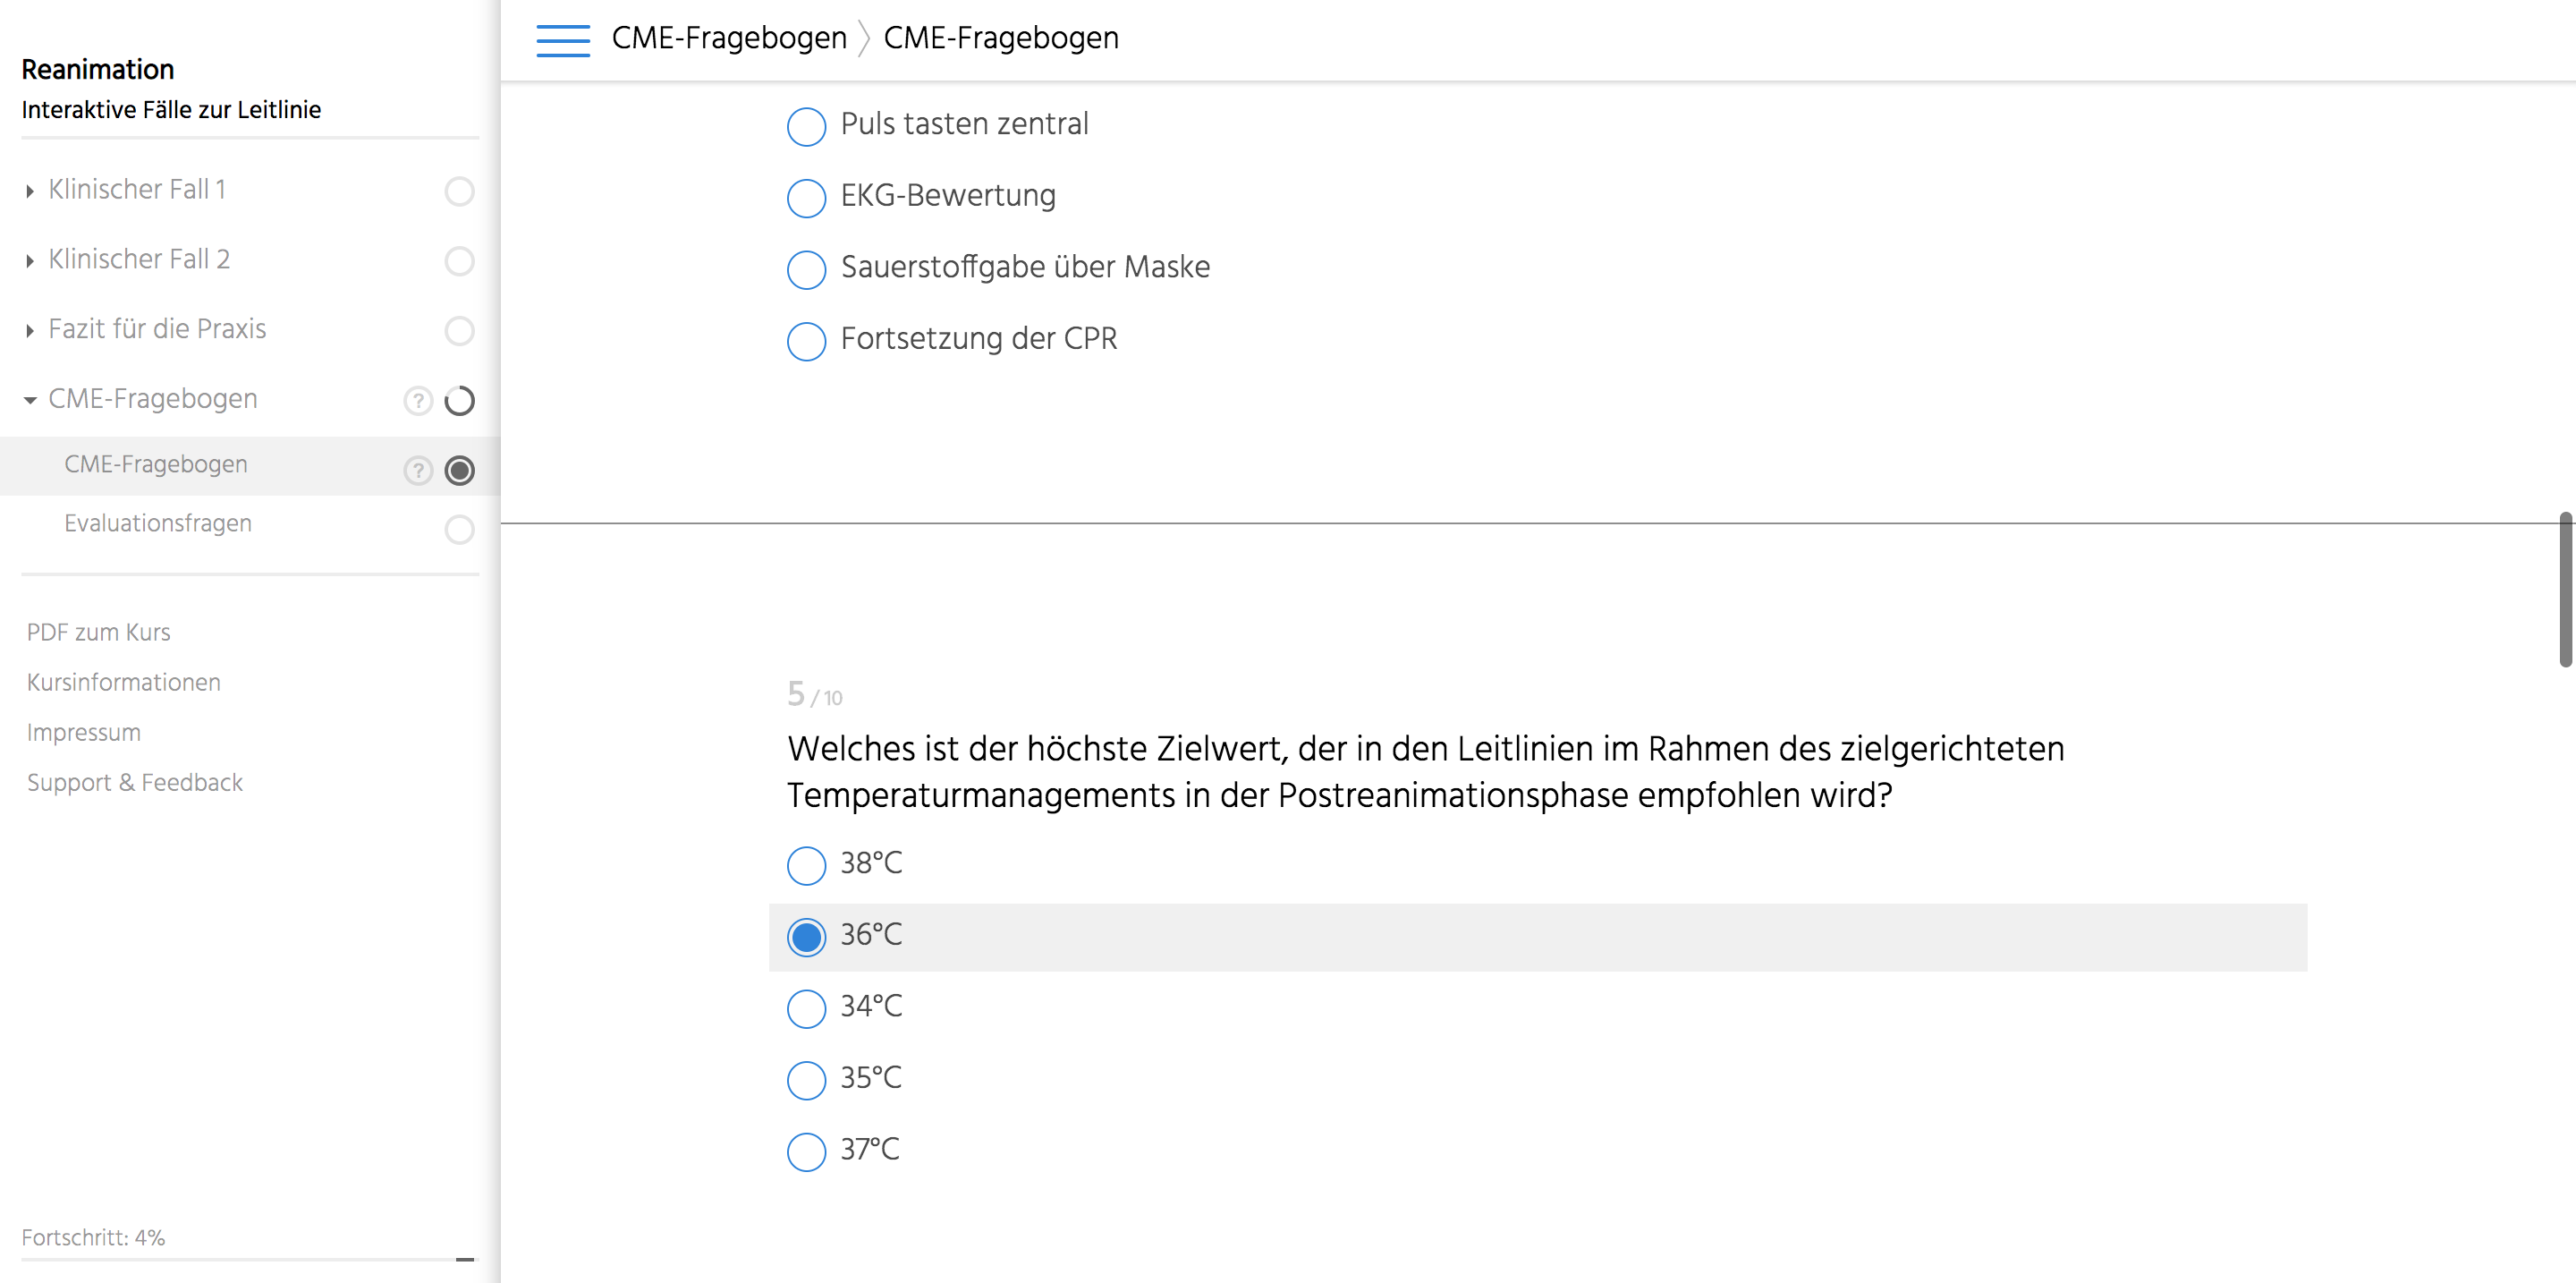 Reanimation
Interaktive Fälle zur Leitlinie
Klinischer Fall 1
Klinischer Fall 2
Fazit für die Praxis
CME-Fragebogen ?
CME-Fragebogen ?
Evaluationsfragen
PDF zum Kurs
Kursinformationen
Impressum
Support & Feedback
Fortschritt: 4%
CME-Fragebogen 〉 CME-Fragebogen
Puls tasten zentral
EKG-Bewertung
Sauerstoffgabe über Maske
Fortsetzung der CPR
5 / 10
Welches ist der höchste Zielwert, der in den Leitlinien im Rahmen des zielgerichteten
Temperaturmanagements in der Postreanimationsphase empfohlen wird?
38°C
36°C
34°C
35°C
37°C